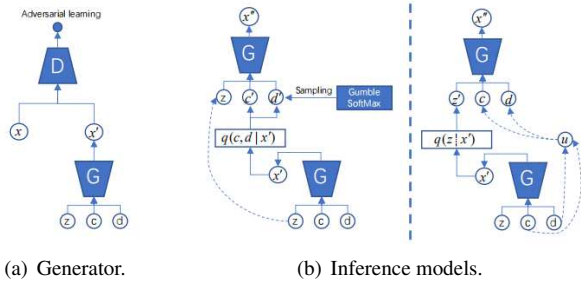 Adversarial learning
D
x
x'
G
z
c
d
(a) Generator.
x''
G
z
c'
d'
Sampling
Gumble
SoftMax
q(c,d|x')
x'
G
z
c
d
x''
G
z'
c
d
u
q(z|x')
x'
G
z
c
d
(b) Inference models.